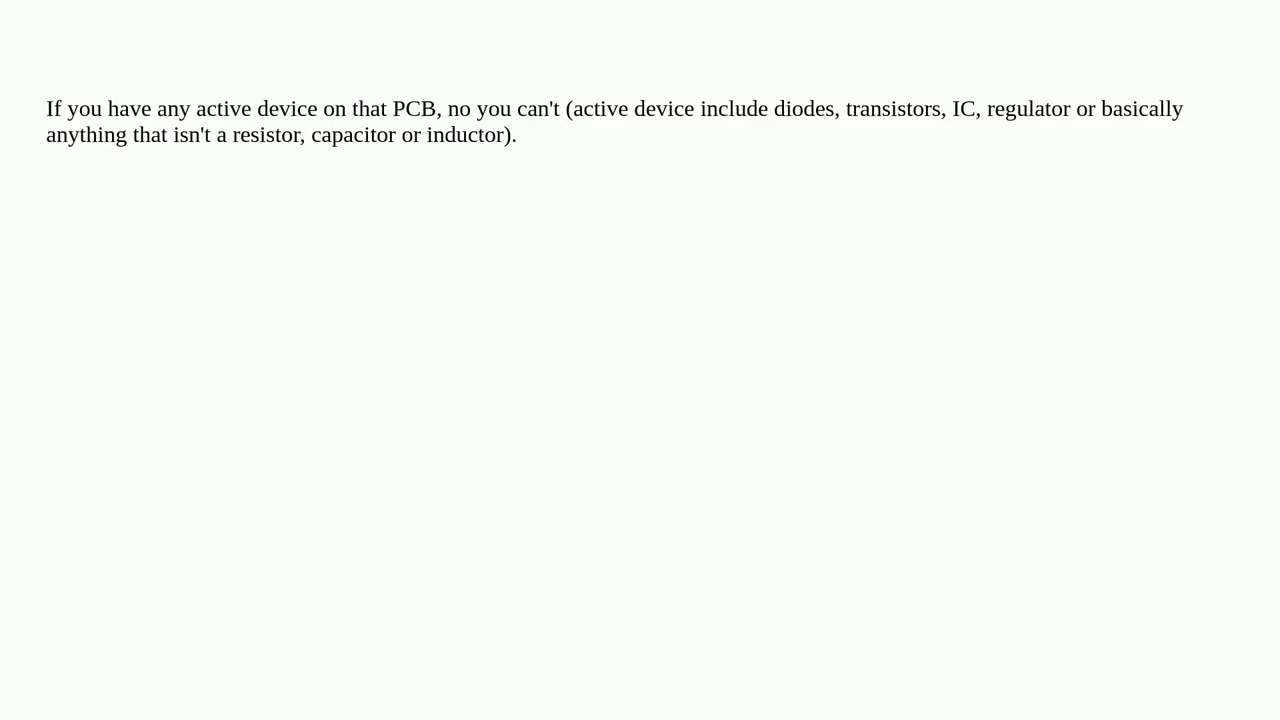 If you have any active device on that PCB, no you can't (active device include diodes, transistors, IC, regulator or basically
anything that isn't a resistor, capacitor or inductor).